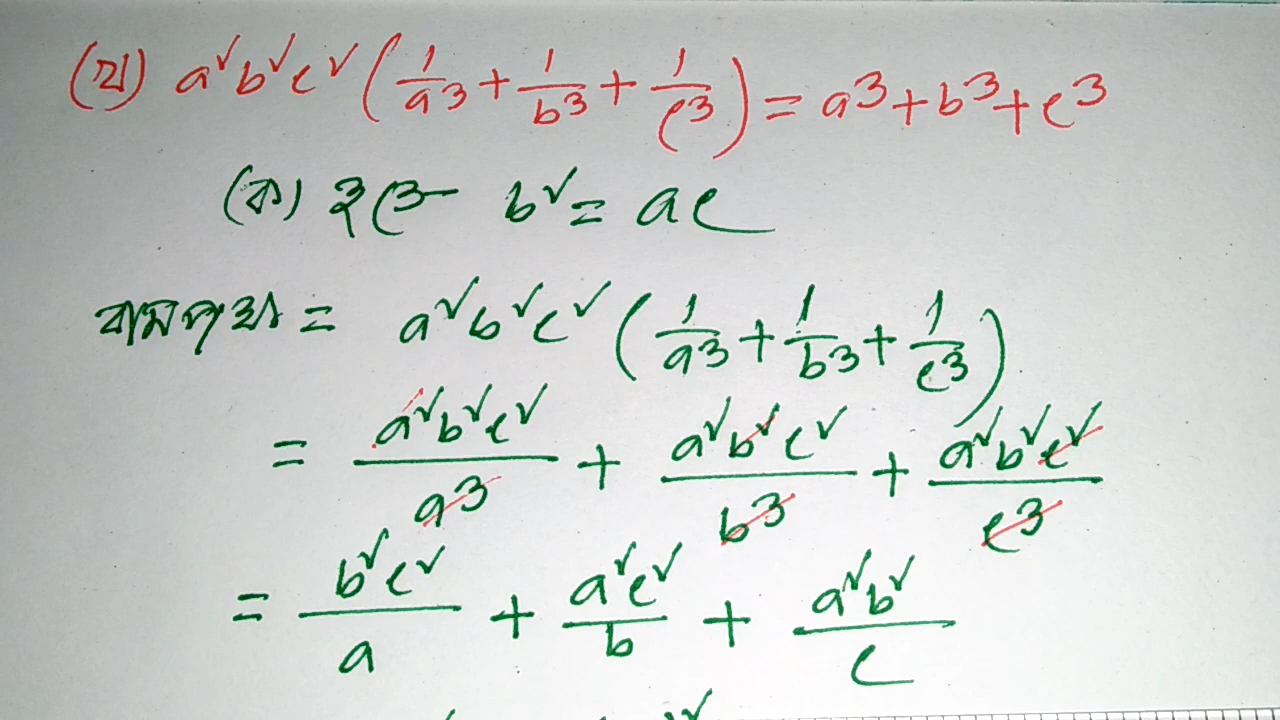 (খ) a²b²c² (1/a³ + 1/b³ + 1/c³) = a³ + b³ + c³
(ক) হতে b² = ac
বামপক্ষ = a²b²c² (1/a³ + 1/b³ + 1/c³)
= a²b²c²/a³ + a²b²c²/b³ + a²b²c²/c³
= b²c²/a + a²c²/b + a²b²/c